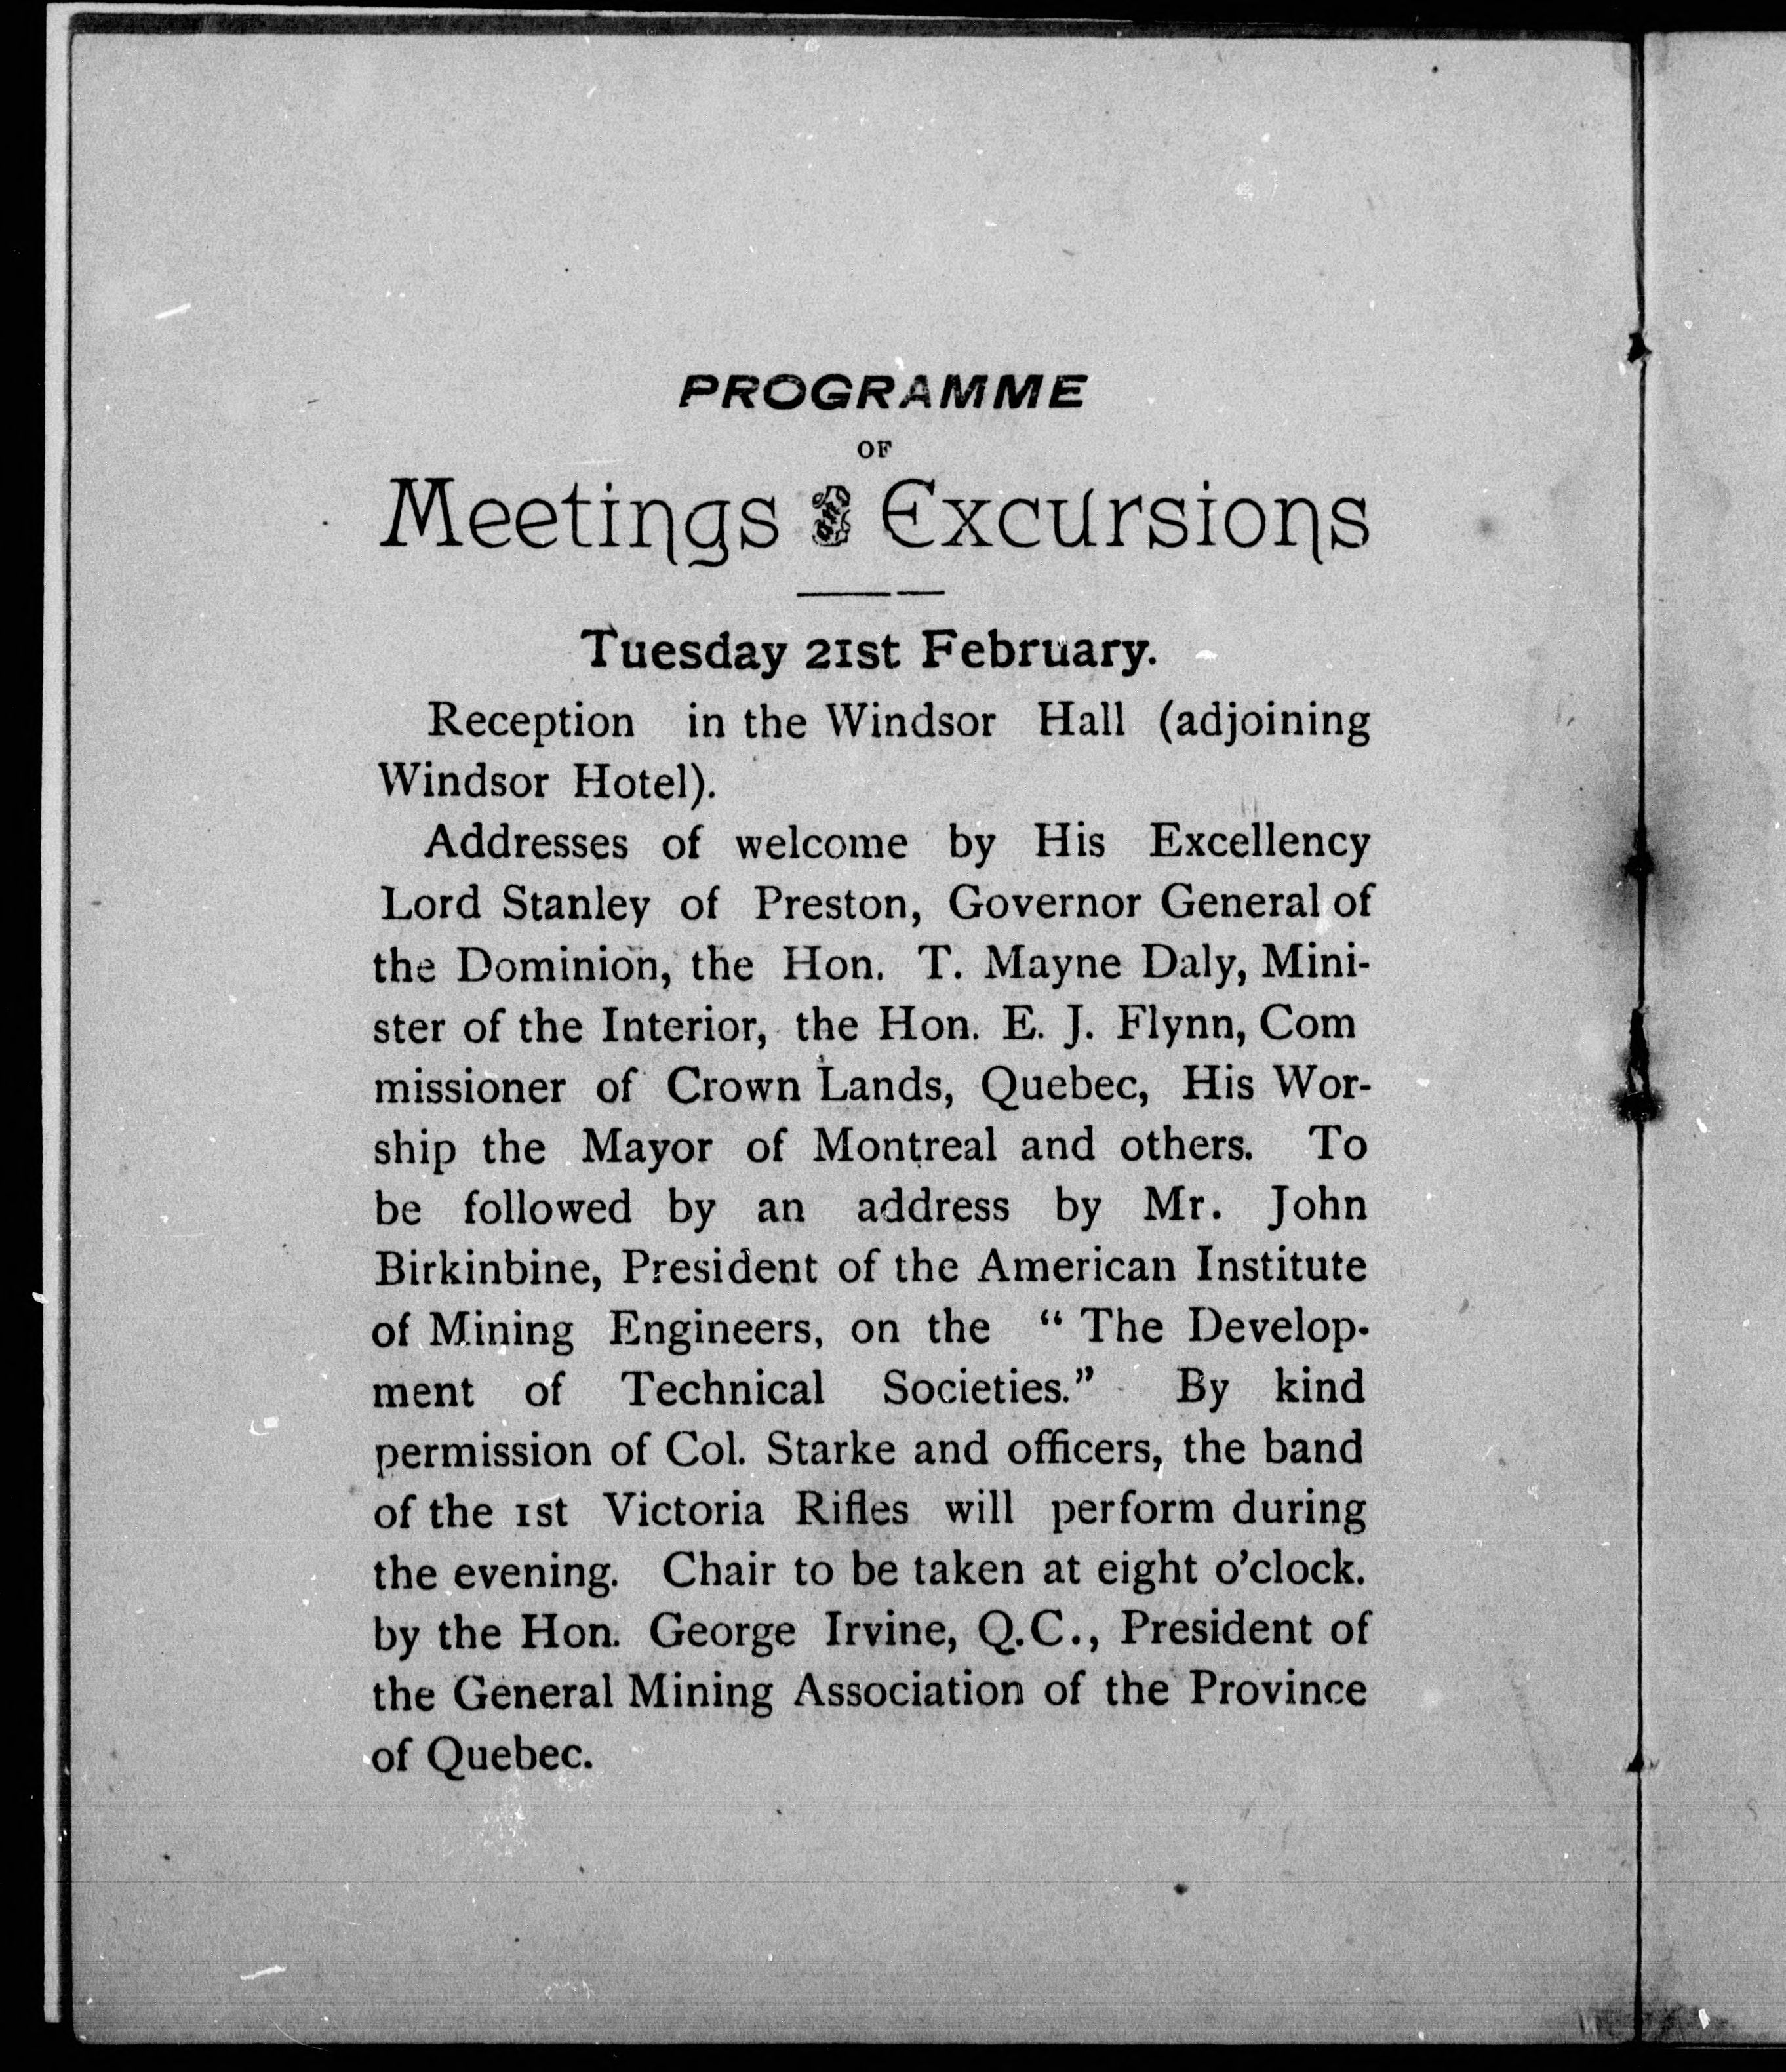 PROGRAMME
OF
Meetings & Excursions
Tuesday 21st February.
Reception in the Windsor Hall (adjoining
Windsor Hotel).
Addresses of welcome by His Excellency
Lord Stanley of Preston, Governor General of
the Dominion, the Hon. T. Mayne Daly, Mini-
ster of the Interior, the Hon. E. J. Flynn, Com
missioner of Crown Lands, Quebec, His Wor-
ship the Mayor of Montreal and others. To
be followed by an address by Mr. John
Birkinbine, President of the American Institute
of Mining Engineers, on the “ The Develop-
ment of Technical Societies.” By kind
permission of Col. Starke and officers, the band
of the 1st Victoria Rifles will perform during
the evening. Chair to be taken at eight o’clock.
by the Hon. George Irvine, Q.C., President of
the General Mining Association of the Province
of Quebec.